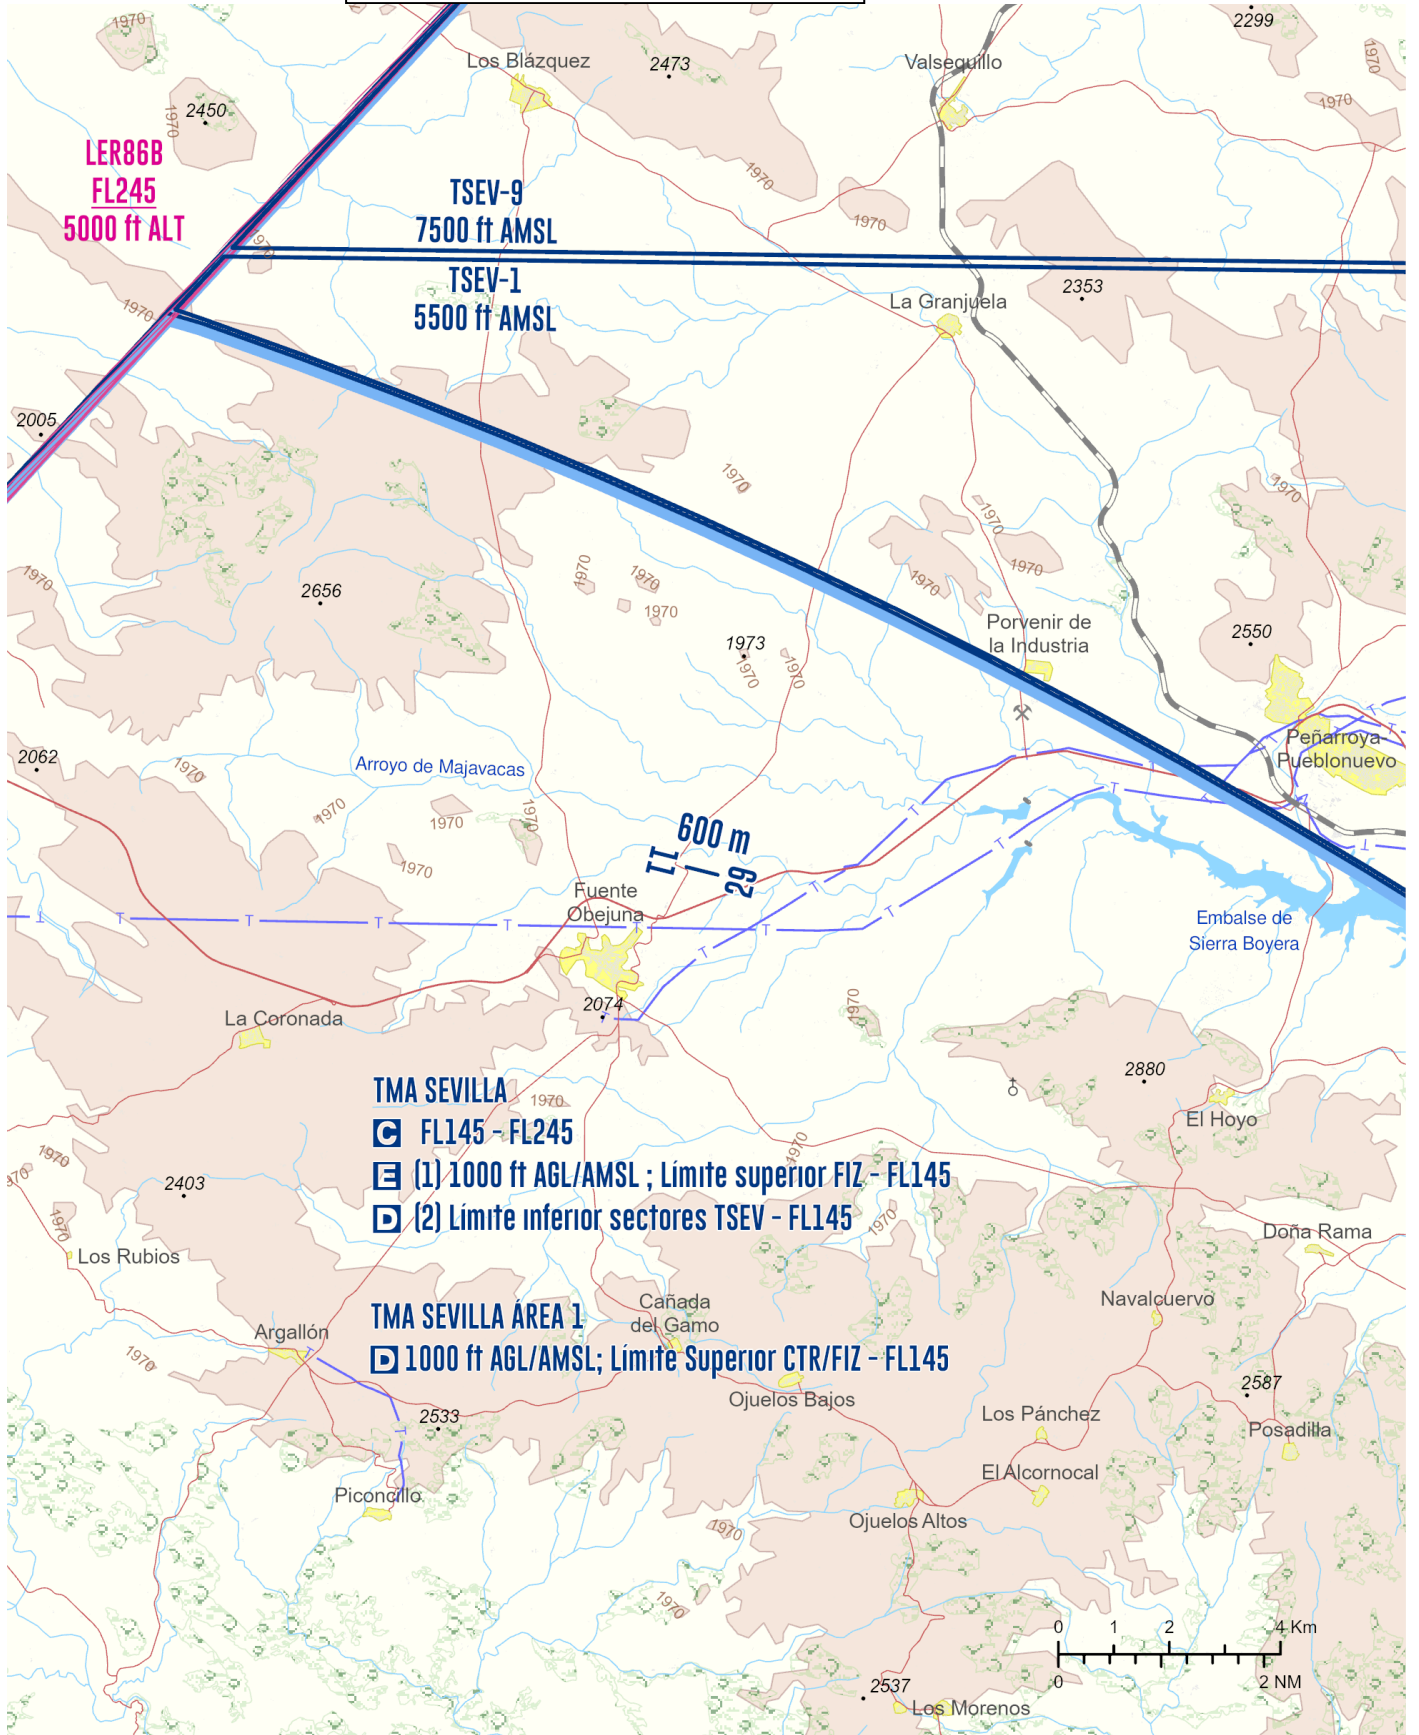 1970
2299
Los Blázquez
2473
Valsequillo
1970
1970
2450
1970
LER86B
FL245
5000 ft ALT
1970
TSEV-9
7500 ft AMSL
1970
1970
TSEV-1
5500 ft AMSL
2353
La Granjuela
1970
2005
1970
1970
1970
1970
1970
1970
1970
1970
1970
2656
1970
Porvenir de
la Industria
2550
1973
1970
1970
2062
1970
Arroyo de Majavacas
Peñarroya-
Pueblonuevo
1970
1970
1970
1970
600 m
11
29
Fuente
Obejuna
Embalse de
Sierra Boyera
2074
1970
La Coronada
2880
El Hoyo
TMA SEVILLA
1970
C FL145 - FL245
1970
1970
E (1) 1000 ft AGL/AMSL ; Límite superior FIZ - FL145
970
2403
D (2) Límite inferior sectores TSEV - FL145
1970
1970
Doña Rama
Los Rubios
Cañada
del Gamo
Navalcuervo
TMA SEVILLA ÁREA 1
Argallón
1970
D 1000 ft AGL/AMSL; Límite Superior CTR/FIZ - FL145
2587
Ojuelos Bajos
Los Pánchez
2533
Posadilla
El Alcornocal
Piconcillo
Ojuelos Altos
1970
1970
0 1 2 4 Km
0 2 NM
2537
Los Morenos